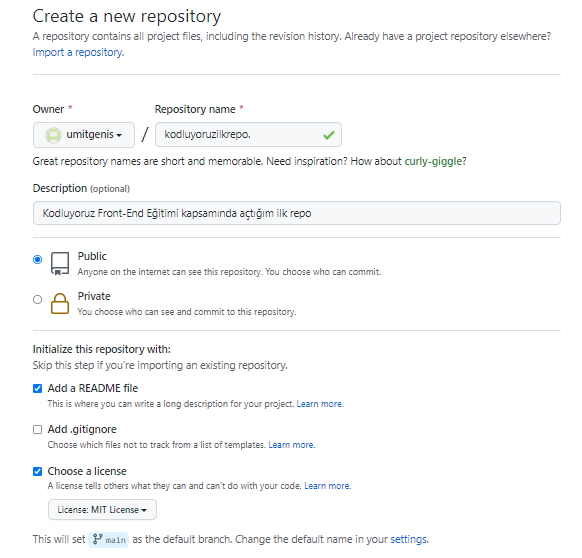 Create a new repository
A repository contains all project files, including the revision history. Already have a project repository elsewhere?
Import a repository.
Owner * Repository name *
umitgenis / kodluyoruzilkrepo.
Great repository names are short and memorable. Need inspiration? How about curly-giggle?
Description (optional)
Kodluyoruz Front-End Eğitimi kapsamında açtığım ilk repo
Public
Anyone on the internet can see this repository. You choose who can commit.
Private
You choose who can see and commit to this repository.
Initialize this repository with:
Skip this step if you're importing an existing repository.
Add a README file
This is where you can write a long description for your project. Learn more.
Add .gitignore
Choose which files not to track from a list of templates. Learn more.
Choose a license
A license tells others what they can and can't do with your code. Learn more.
License: MIT License
This will set main as the default branch. Change the default name in your settings.